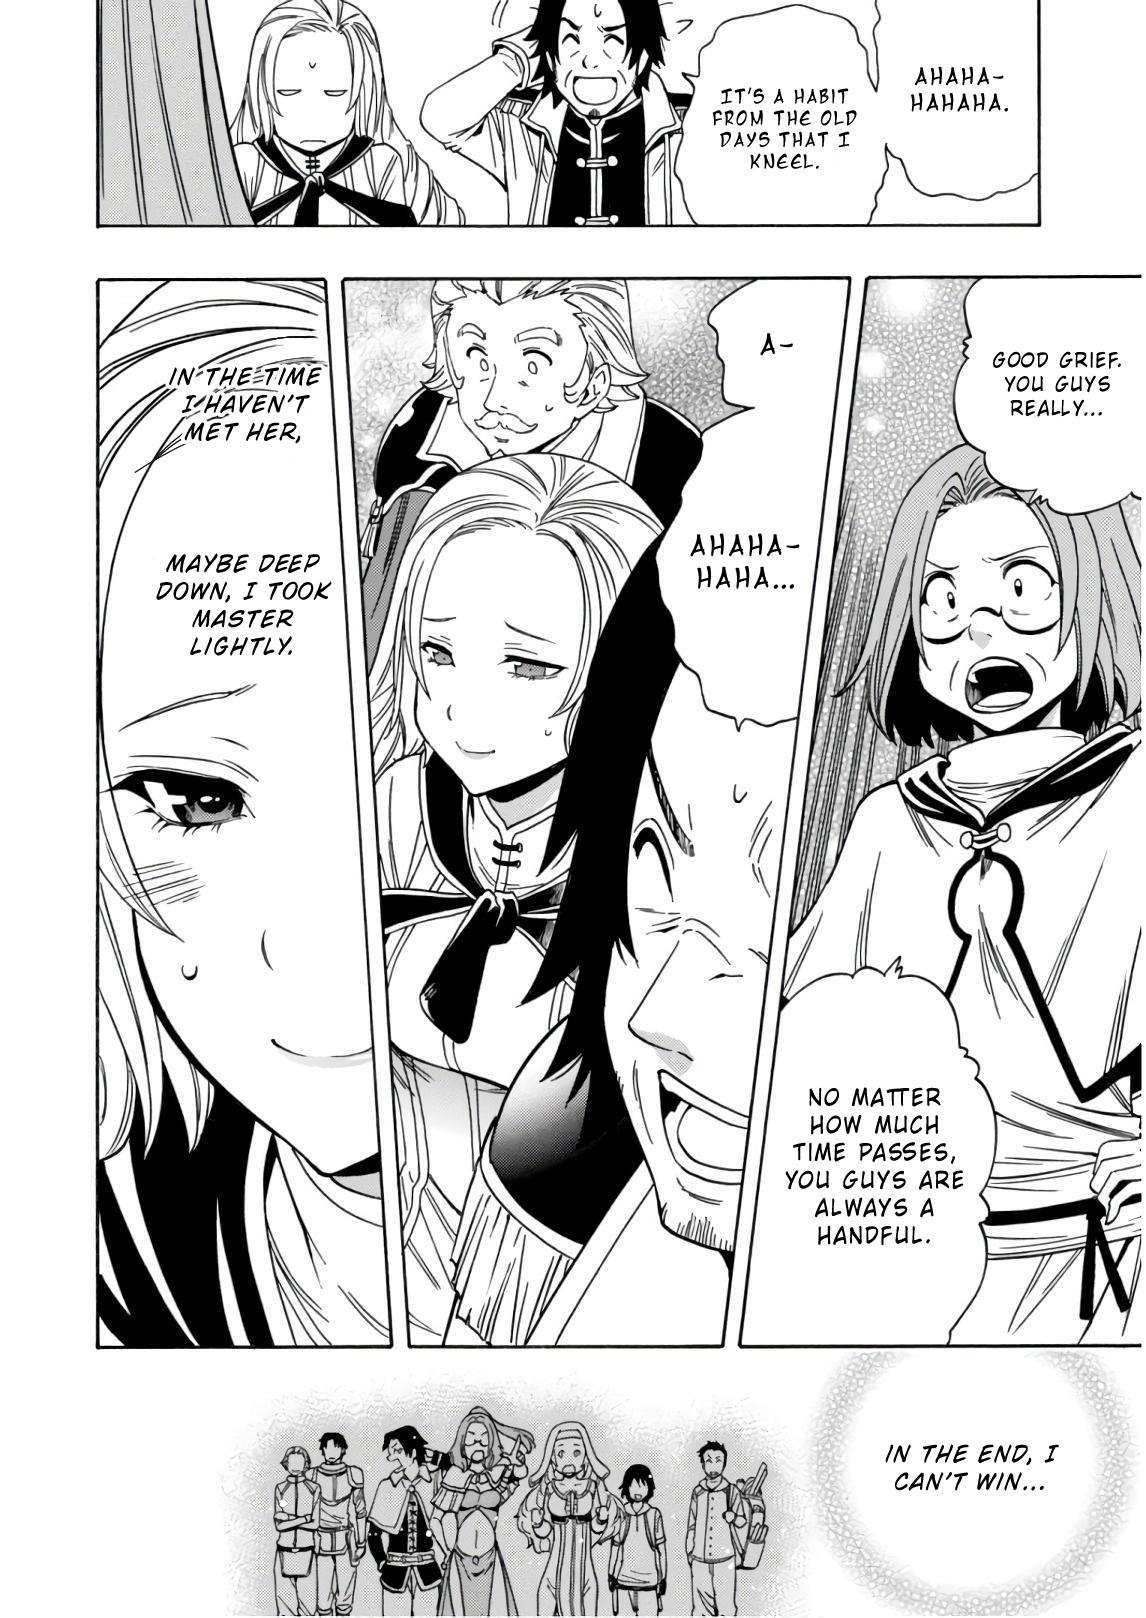 AHAHA-
HAHAHA.
IT'S A HABIT
FROM THE OLD
DAYS THAT I
KNEEL.
GOOD GRIEF.
YOU GUYS
REALLY...
NO MATTER
HOW MUCH
TIME PASSES,
YOU GUYS ARE
ALWAYS A
HANDFUL.
A-
AHAHA-
HAHA...
IN THE TIME
I HAVEN'T
MET HER,
MAYBE DEEP
DOWN, I TOOK
MASTER
LIGHTLY.
IN THE END, I
CAN'T WIN...